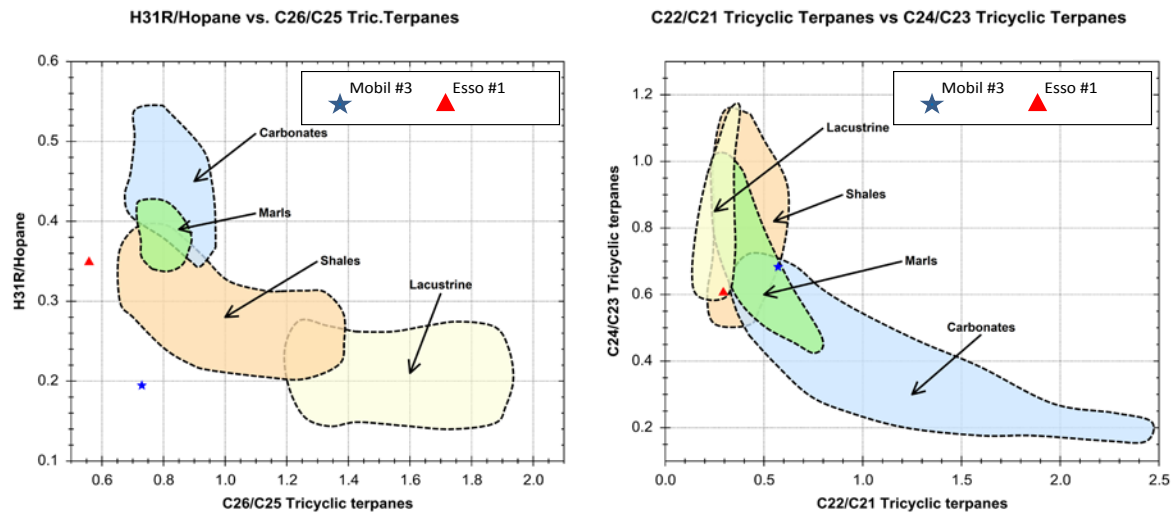 H31R/Hopane vs. C26/C25 Tric.Terpanes
0.6
0.5
0.4
0.3
0.2
0.1
H31R/Hopane
Mobil #3
Esso #1
Carbonates
Marls
Shales
Lacustrine
0.6
0.8
1.0
1.2
1.4
1.6
1.8
2.0
C26/C25 Tricyclic terpanes
C22/C21 Tricyclic Terpanes vs C24/C23 Tricyclic Terpanes
1.2
1.0
0.8
0.6
0.4
0.2
C24/C23 Tricyclic terpanes
Mobil #3
Esso #1
Lacustrine
Shales
Marls
Carbonates
0.0
0.5
1.0
1.5
2.0
2.5
C22/C21 Tricyclic terpanes